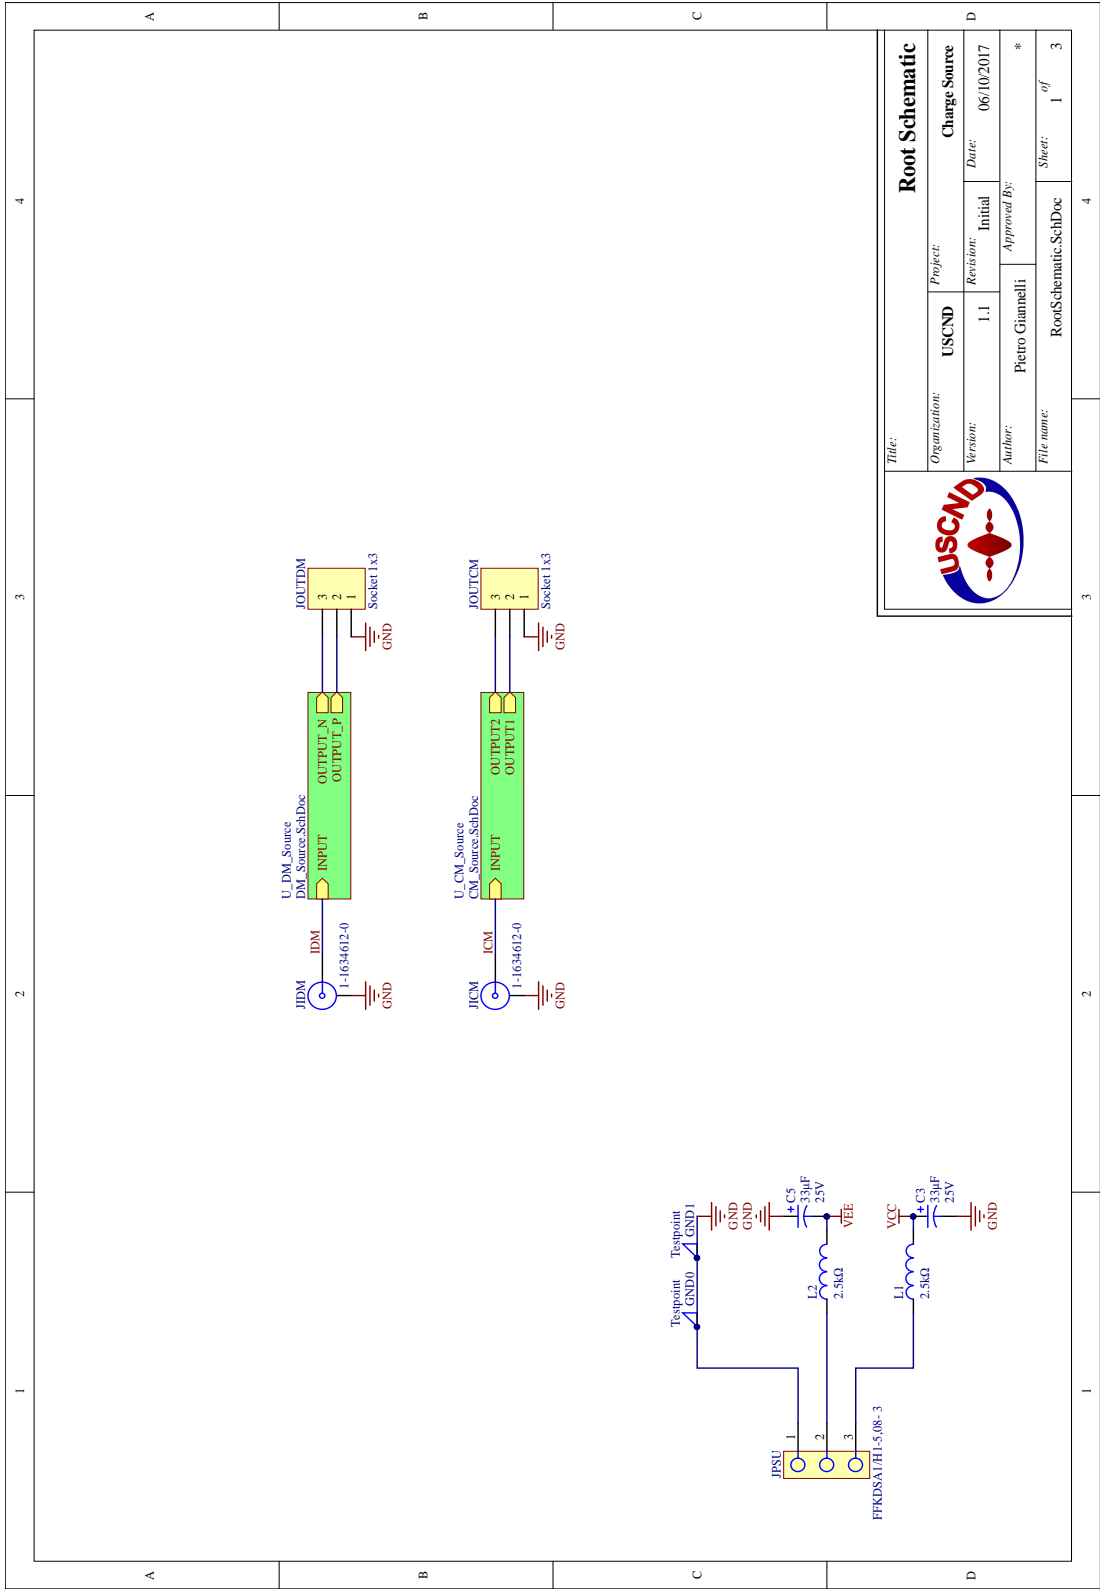 1
2
3
4
A
A
B
B
C
C
D
D
JIDM
1-1634612-0
GND
IDM
U_DM_Source
DM_Source.SchDoc
INPUT
OUTPUT_N
OUTPUT_P
JOUTDM
3
2
1
Socket 1x3
GND
JICM
1-1634612-0
GND
ICM
U_CM_Source
CM_Source.SchDoc
INPUT
OUTPUT2
OUTPUT1
JOUTCM
3
2
1
Socket 1x3
GND
JPSU
1
2
3
FFKDSA1/H1-5,08- 3
Testpoint
GND0
Testpoint
GND1
GND
GND
+ C5
33µF
25V
L2
2.5kΩ
VEE
VCC
L1
2.5kΩ
+ C3
33µF
25V
GND
USCND
Title:
Root Schematic
Organization:
USCND
Project:
Charge Source
Version:
1.1
Revision:
Initial
Date:
06/10/2017
Author:
Pietro Giannelli
Approved By:
*
File name:
RootSchematic.SchDoc
Sheet:
1 of 3
1
2
3
4